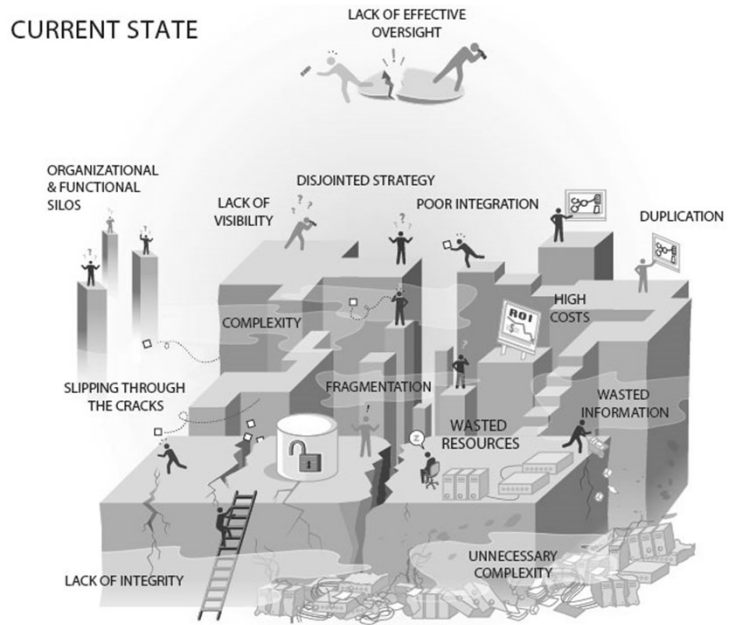 CURRENT STATE
LACK OF EFFECTIVE
OVERSIGHT
ORGANIZATIONAL
& FUNCTIONAL
SILOS
LACK OF
VISIBILITY
DISJOINTED STRATEGY
POOR INTEGRATION
DUPLICATION
COMPLEXITY
HIGH
COSTS
ROI
SLIPPING THROUGH
THE CRACKS
FRAGMENTATION
WASTED
RESOURCES
WASTED
INFORMATION
Z
LACK OF INTEGRITY
UNNECESSARY
COMPLEXITY